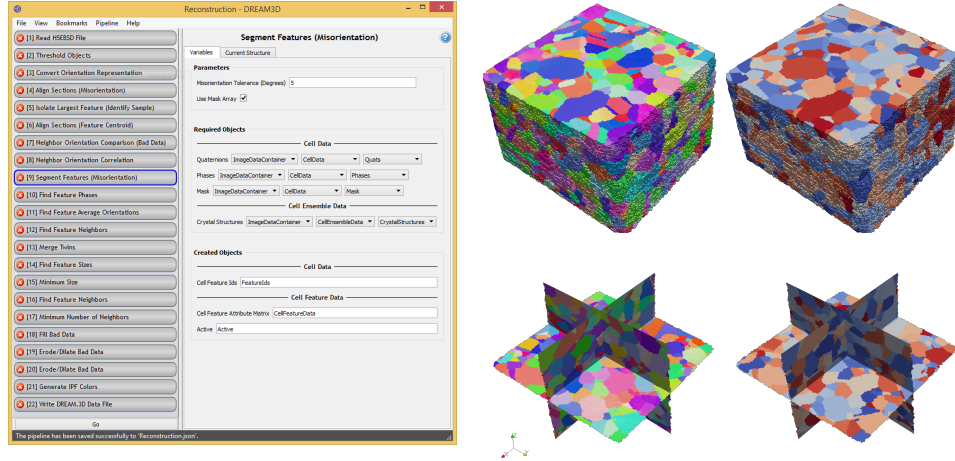 Reconstruction - DREAM3D
File View Bookmarks Pipeline Help
[1] Read H5EBSD File
[2] Threshold Objects
[3] Convert Orientation Representation
[4] Align Sections (Misorientation)
[5] Isolate Largest Feature (Identify Sample)
[6] Align Sections (Feature Centroid)
[7] Neighbor Orientation Comparison (Bad Data)
[8] Neighbor Orientation Correlation
[9] Segment Features (Misorientation)
[10] Find Feature Phases
[11] Find Feature Average Orientations
[12] Find Feature Neighbors
[13] Merge Twins
[14] Find Feature Sizes
[15] Minimum Size
[16] Find Feature Neighbors
[17] Minimum Number of Neighbors
[18] Fill Bad Data
[19] Erode/Dilate Bad Data
[20] Erode/Dilate Bad Data
[21] Generate IPF Colors
[22] Write DREAM.3D Data File
Go
The pipeline has been saved successfully to 'Reconstruction.json'.
Segment Features (Misorientation)
Variables Current Structure
Parameters
Misorientation Tolerance (Degrees) 5
Use Mask Array
Required Objects
Cell Data
Quaternions ImageDataContainer CellData Quats
Phases ImageDataContainer CellData Phases
Mask ImageDataContainer CellData Mask
Cell Ensemble Data
Crystal Structures ImageDataContainer CellEnsembleData CrystalStructures
Created Objects
Cell Data
Cell Feature Ids FeatureIds
Cell Feature Data
Cell Feature Attribute Matrix CellFeatureData
Active Active